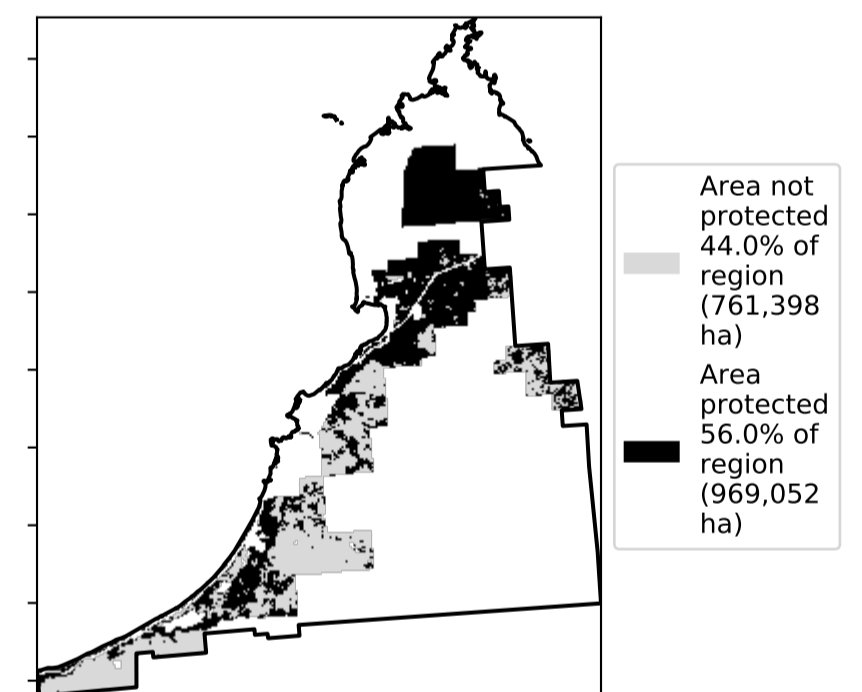 Area not
protected
44.0% of
region
(761,398
ha)
Area
protected
56.0% of
region
(969,052
ha)